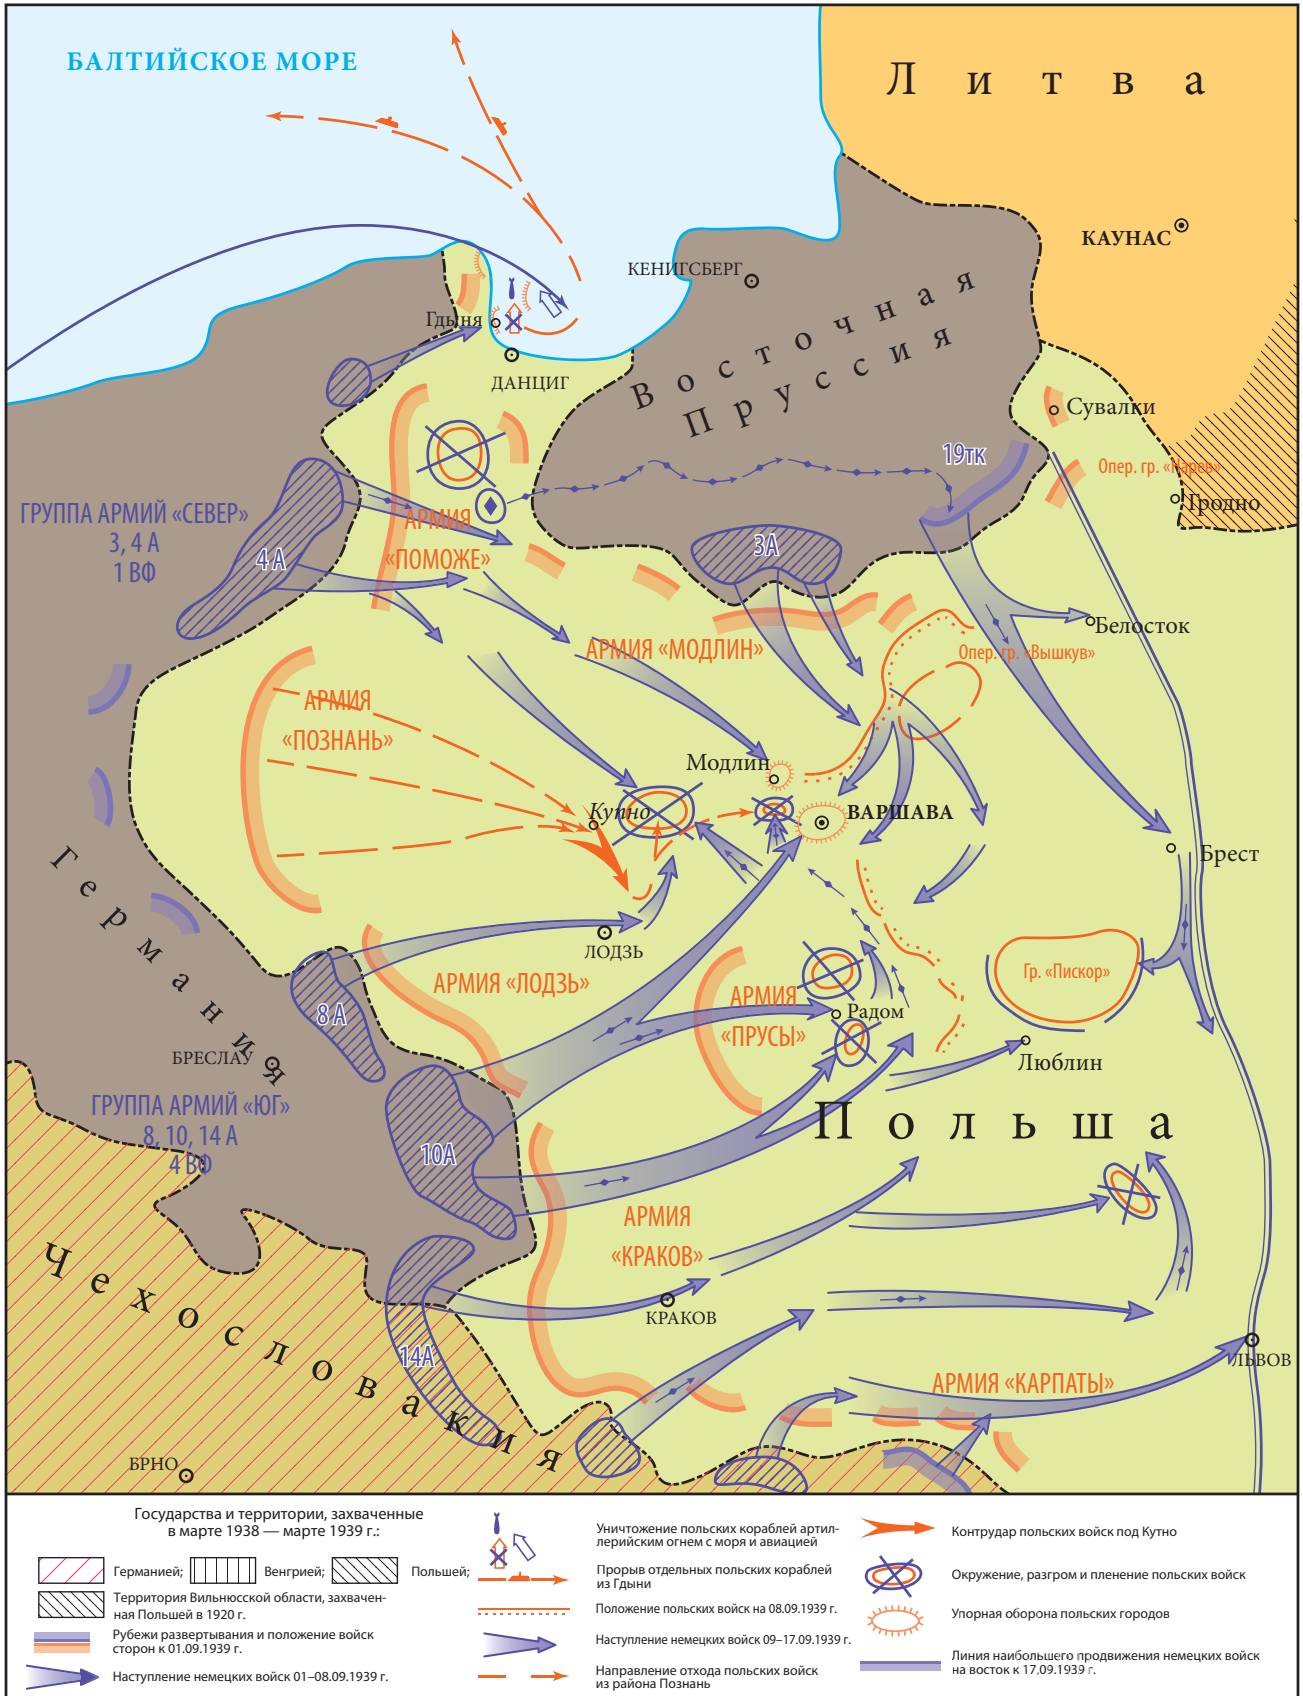 БАЛТИЙСКОЕ МОРЕ
Литва
КАУНАС
КЕНИГСБЕРГ
Восточная
Пруссия
Гдыня
ДАНЦИГ
Сувалки
19тк
Опер. гр. «Нарев»
Гродно
ГРУППА АРМИЙ «СЕВЕР»
3, 4 А
1 ВФ
4 А
АРМИЯ
«ПОМОЖЕ»
3А
Белосток
АРМИЯ «МОДЛИН»
Опер. гр. «Вышкув»
АРМИЯ
«ПОЗНАНЬ»
Модлин
Купно
ВАРШАВА
Брест
Германия
ЛОДЗЬ
АРМИЯ «ЛОДЗЬ»
АРМИЯ
«ПРУСЫ»
Гр. «Пискор»
Радом
8 А
БРЕСЛАУ
Люблин
ГРУППА АРМИЙ «ЮГ»
8, 10, 14 А
4 ВФ
10А
Польша
АРМИЯ
«КРАКОВ»
Чехословакия
КРАКОВ
14А
ЛЬВОВ
АРМИЯ «КАРПАТЫ»
БРНО
Государства и территории, захваченные
в марте 1938 — марте 1939 г.:
Германией;
Венгрией;
Польшей;
Территория Вильнюсской области, захвачен-
ная Польшей в 1920 г.
Рубежи развертывания и положение войск
сторон к 01.09.1939 г.
Наступление немецких войск 01–08.09.1939 г.
Уничтожение польских кораблей артил-
лерийским огнем с моря и авиацией
Прорыв отдельных польских кораблей
из Гдыни
Положение польских войск на 08.09.1939 г.
Наступление немецких войск 09–17.09.1939 г.
Направление отхода польских войск
из района Познань
Контрудар польских войск под Кутно
Окружение, разгром и пленение польских войск
Упорная оборона польских городов
Линия наибольшего продвижения немецких войск
на восток к 17.09.1939 г.